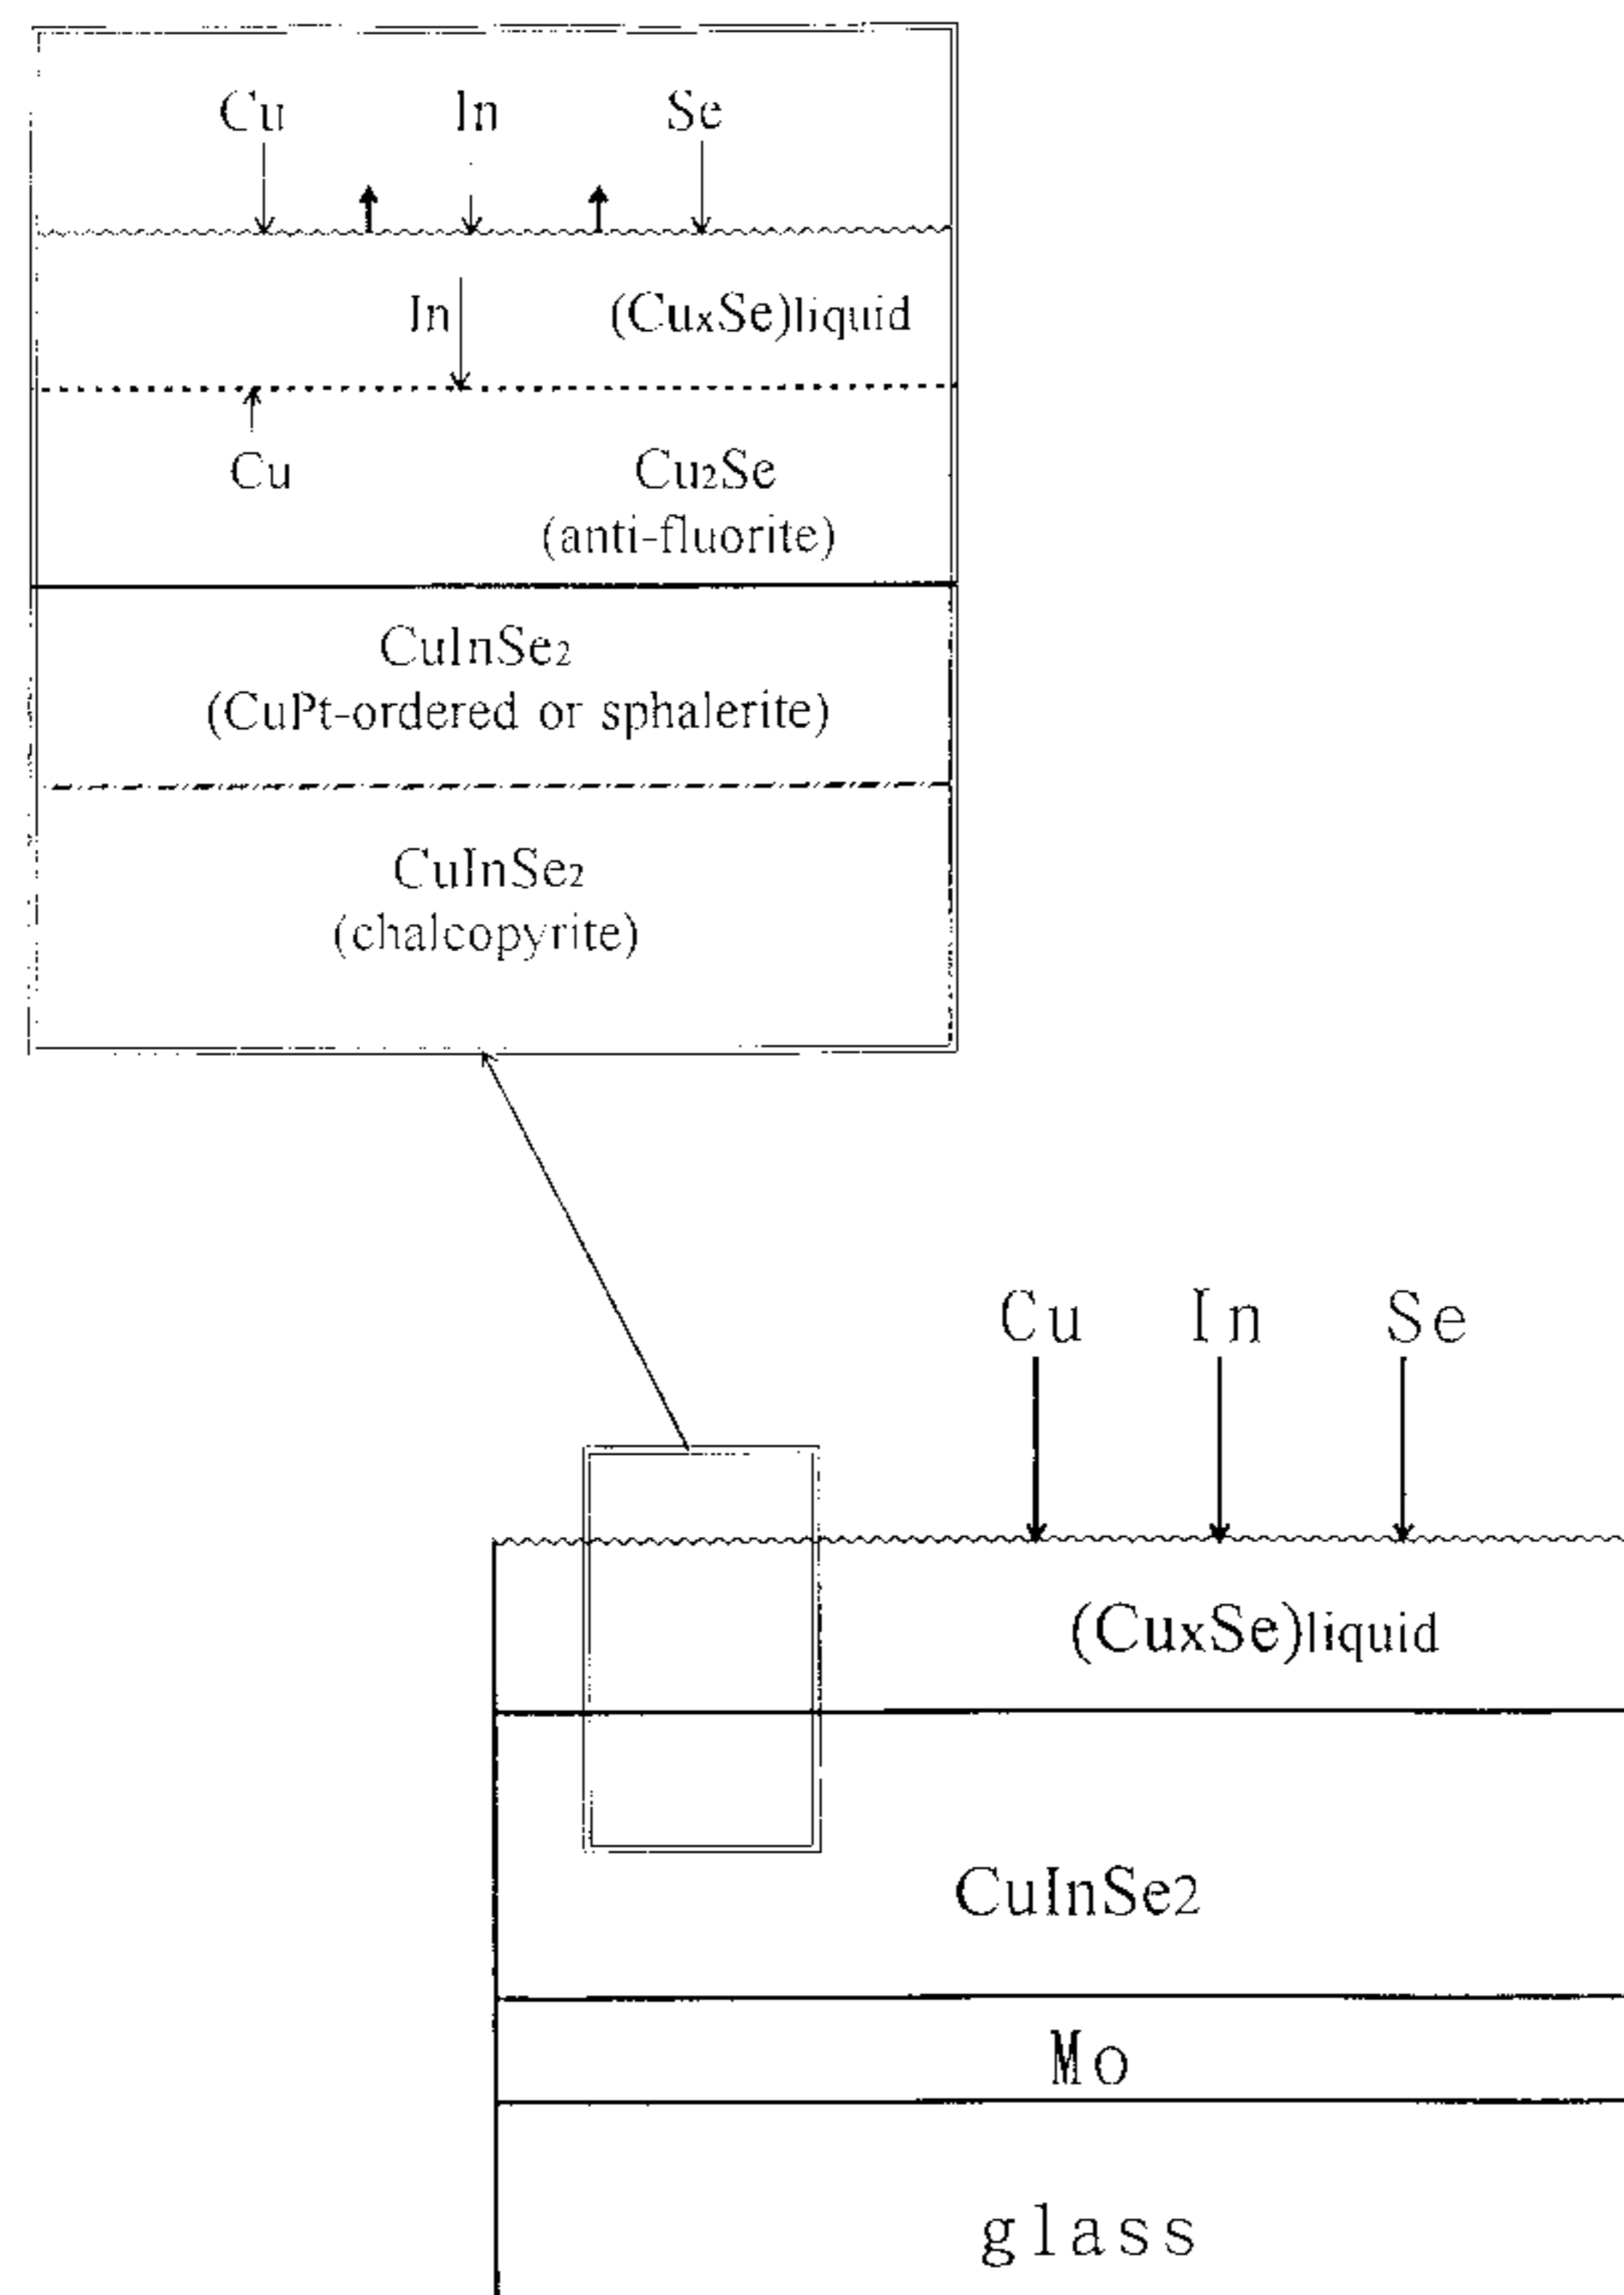 Cu In Se
In (CuxSe)liquid
Cu Cu2Se
(anti-fluorite)
CuInSe2
(CuPt-ordered or sphalerite)
CuInSe2
(chalcopyrite)
Cu In Se
(CuxSe)liquid
CuInSe2
Mo
glass